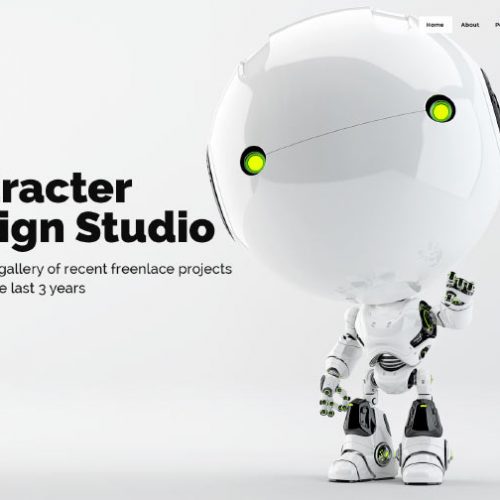 Home About
racter
ign Studio
gallery of recent freenlace projects
e last 3 years